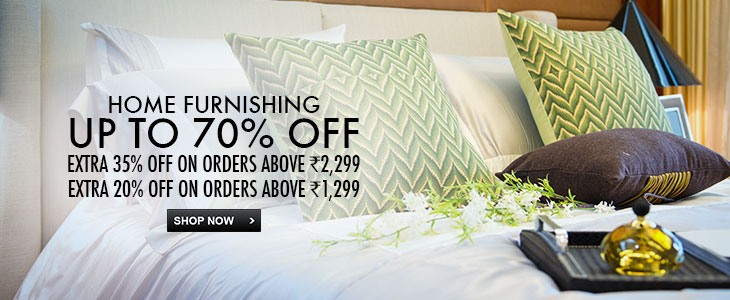 HOME FURNISHING
UP TO 70% OFF
EXTRA 35% OFF ON ORDERS ABOVE ₹2,299
EXTRA 20% OFF ON ORDERS ABOVE ₹1,299
SHOP NOW >